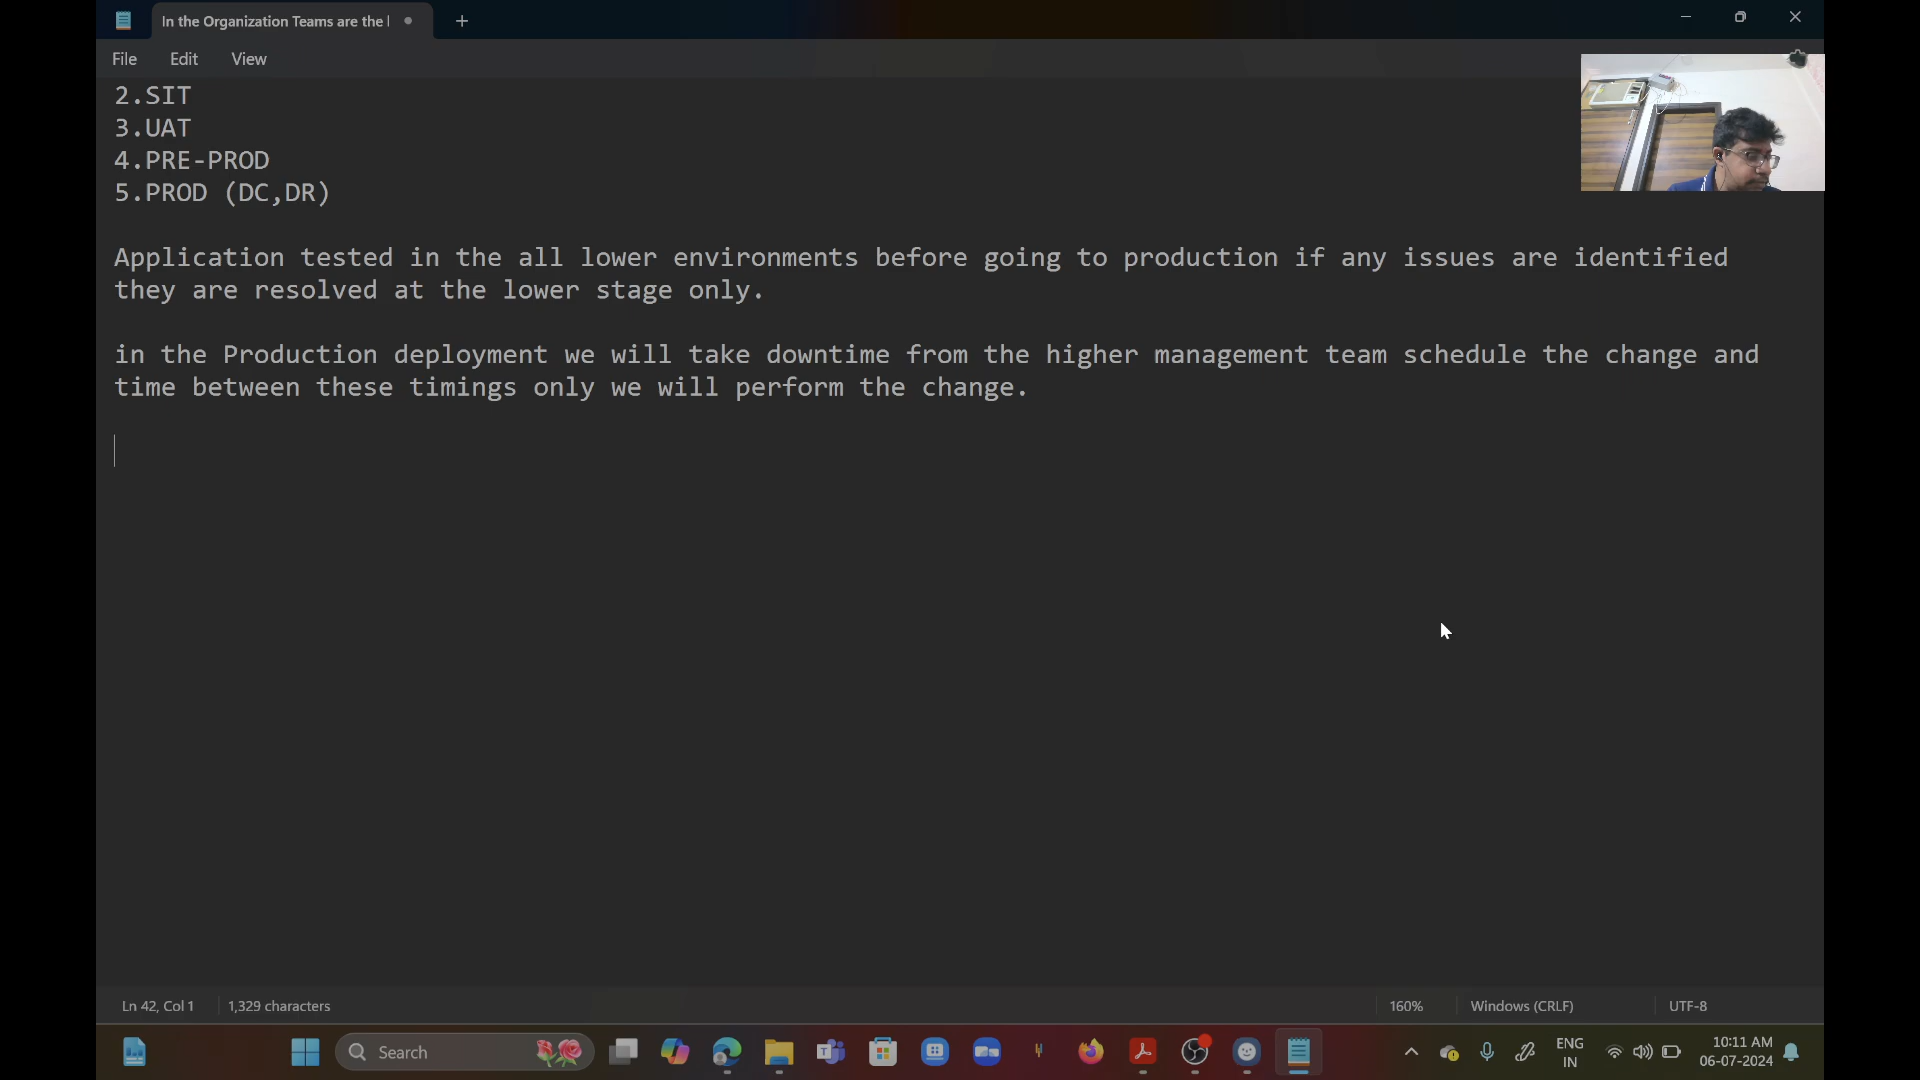 In the Organization Teams are the
File Edit View
2.SIT
3.UAT
4.PRE-PROD
5.PROD (DC,DR)
Application tested in the all lower environments before going to production if any issues are identified
they are resolved at the lower stage only.
in the Production deployment we will take downtime from the higher management team schedule the change and
time between these timings only we will perform the change.
Ln 42, Col 1 1,329 characters 160% Windows (CRLF) UTF-8
Search ENG IN 10:11 AM 06-07-2024